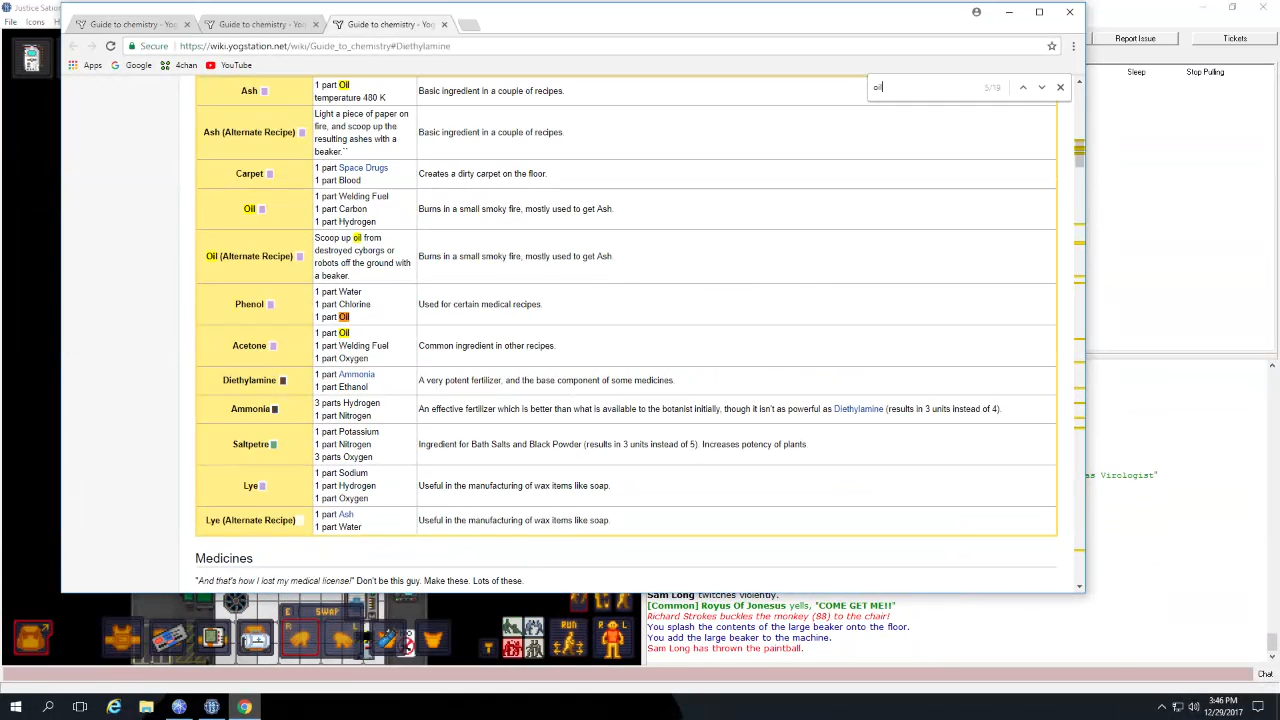 Justice Sation
Guide to chemistry - Yog
Guide to chemistry - Yog
Guide to chemistry - Yog
File Icons
Secure https://wiki.yogstation.net/wiki/Guide_to_chemistry#Diethylamine
Report Issue
Tickets
Apps Google 4chan YouTube
Sleep
Stop Pulling
oil 5/19
Ash
1 part Oil
temperature 480 K
Basic ingredient in a couple of recipes.
Ash (Alternate Recipe)
Light a piece of paper on
fire, and scoop up the
resulting ashes with a
beaker.``
Basic ingredient in a couple of recipes.
Carpet
1 part Space Drugs
1 part Blood
Creates a dirty carpet on the floor.
Oil
1 part Welding Fuel
1 part Carbon
1 part Hydrogen
Burns in a small smoky fire, mostly used to get Ash.
Oil (Alternate Recipe)
Scoop up oil from
destroyed cyborgs or
robots off the ground with
a beaker.
Burns in a small smoky fire, mostly used to get Ash.
Phenol
1 part Water
1 part Chlorine
1 part Oil
Used for certain medical recipes.
Acetone
1 part Oil
1 part Welding Fuel
1 part Oxygen
Common ingredient in other recipes.
Diethylamine
1 part Ammonia
1 part Ethanol
A very potent fertilizer, and the base component of some medicines.
Ammonia
3 parts Hydrogen
1 part Nitrogen
An effective fertilizer which is better than what is available to the botanist initially, though it isn't as powerful as Diethylamine (results in 3 units instead of 4).
Saltpetre
1 part Potassium
1 part Nitrogen
3 parts Oxygen
Ingredient for Bath Salts and Black Powder (results in 3 units instead of 5). Increases potency of plants.
Lye
1 part Sodium
1 part Hydrogen
1 part Oxygen
Useful in the manufacturing of wax items like soap.
Lye (Alternate Recipe)
1 part Ash
1 part Water
Useful in the manufacturing of wax items like soap.
Medicines
"And that's how I lost my medical license!" Don't be this guy. Make these. Lots of these.
as Virologist"
Sam Long twitches violently.
[Common] Royus Of Jonesus yells, "COME GET ME!!"
Richard Strokes buckles the monkey (88) to the chair!
You splash the contents of the large beaker onto the floor.
You add the large beaker to the machine.
Sam Long has thrown the paintball.
E SWAP
R L
RUN
R L
Chat
3:46 PM
12/29/2017